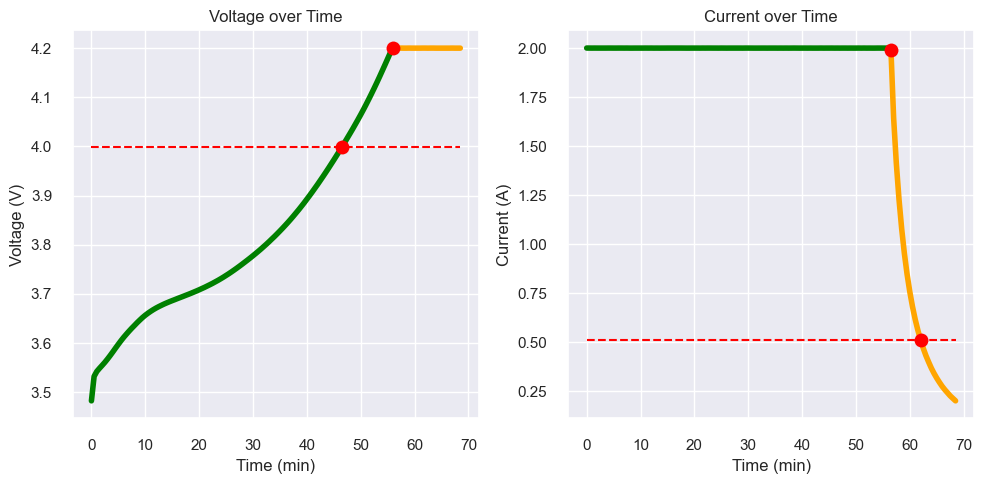 Voltage over Time
4.2
4.1
4.0
3.9
3.8
3.7
3.6
3.5
Voltage (V)
0 10 20 30 40 50 60 70
Time (min)
Current over Time
2.00
1.75
1.50
1.25
1.00
0.75
0.50
0.25
Current (A)
0 10 20 30 40 50 60 70
Time (min)